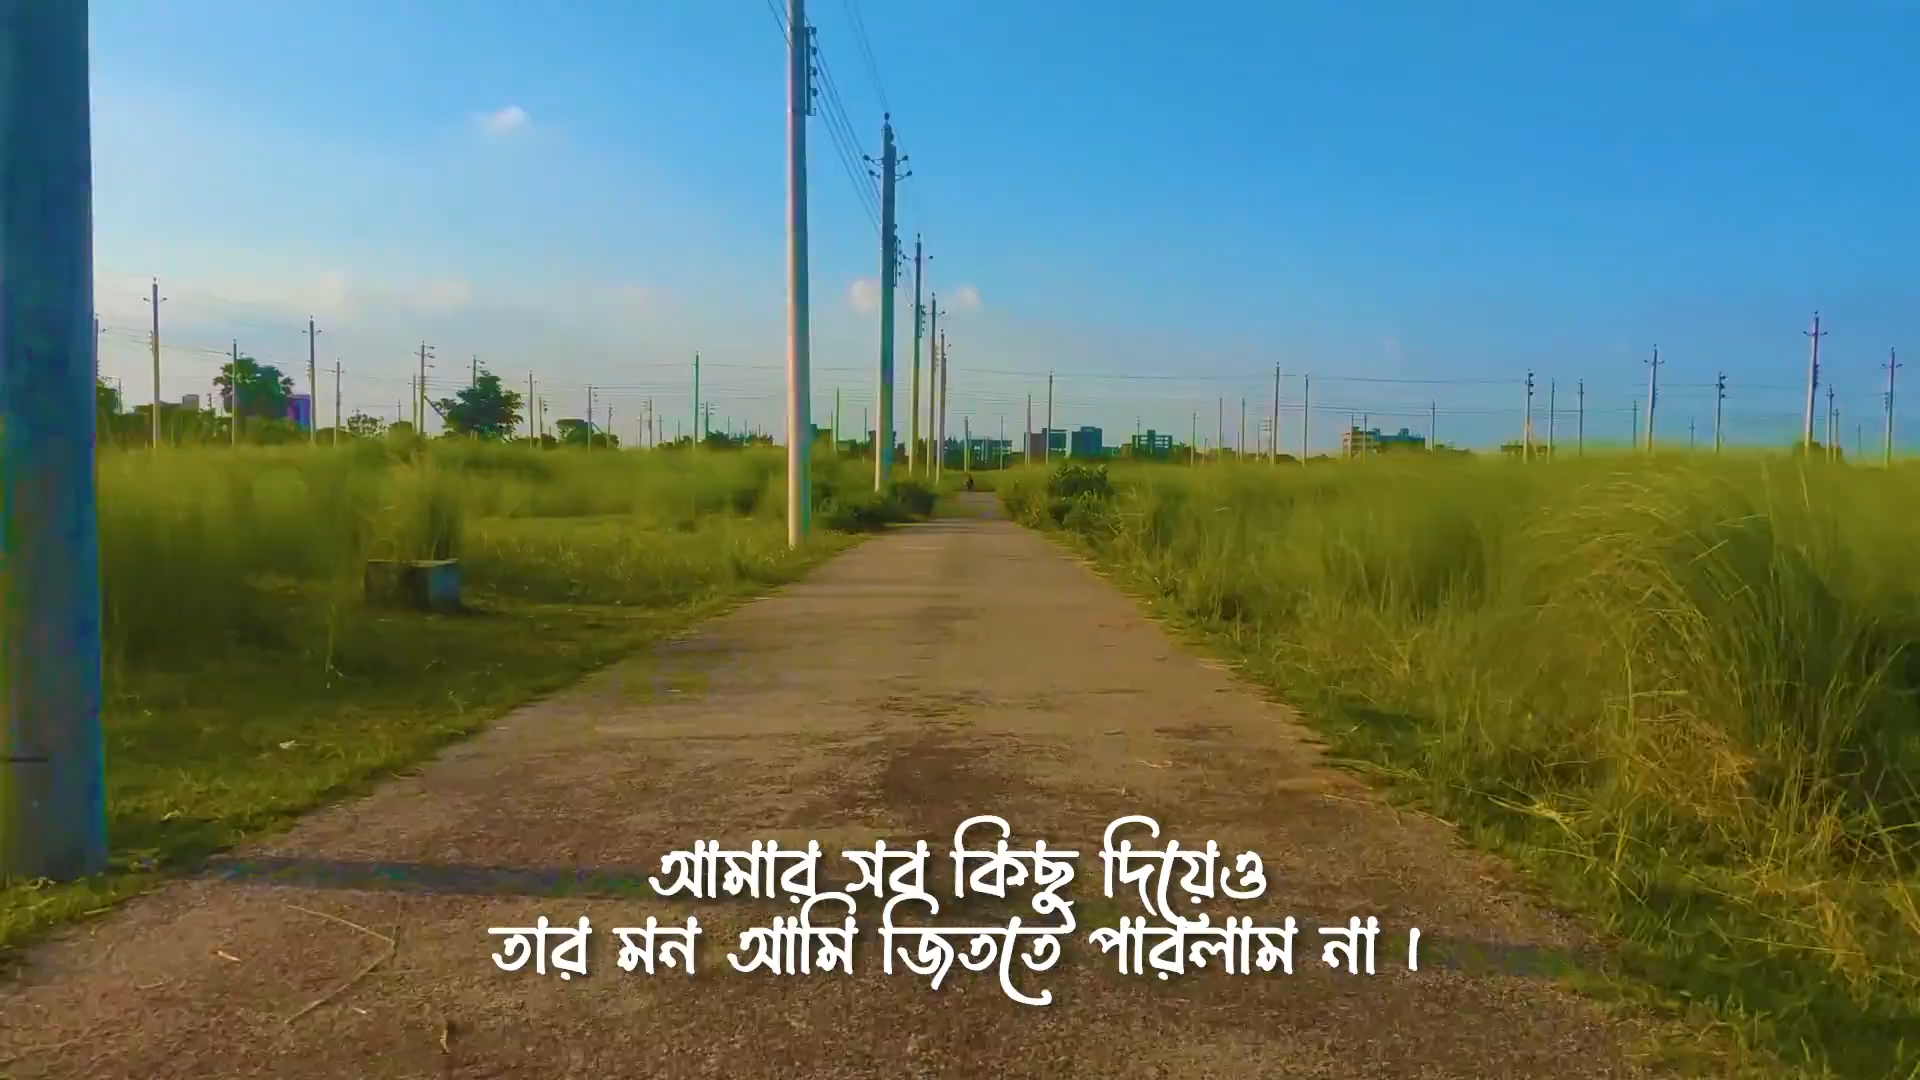 আমার সব কিছু দিয়েও
তার মন আমি জিততে পারলাম না ।